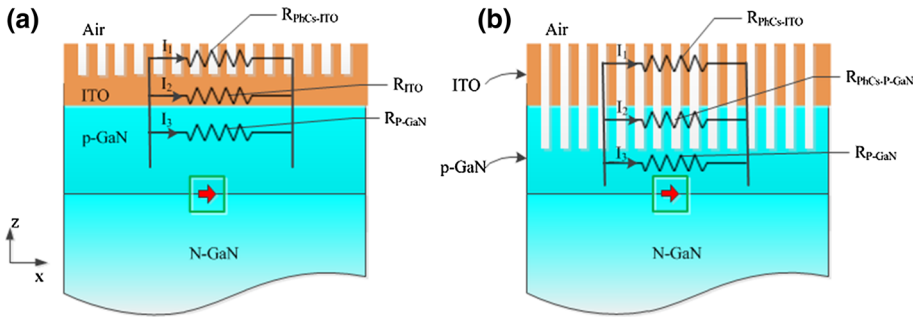 (a)
Air
R_PhCs-ITO
I₁
I₂
ITO
R_ITO
I₃
p-GaN
R_P-GaN
N-GaN
z
x
(b)
Air
R_PhCs-ITO
I₁
ITO
I₂
R_PhCs-P-GaN
p-GaN
I₃
R_P-GaN
N-GaN